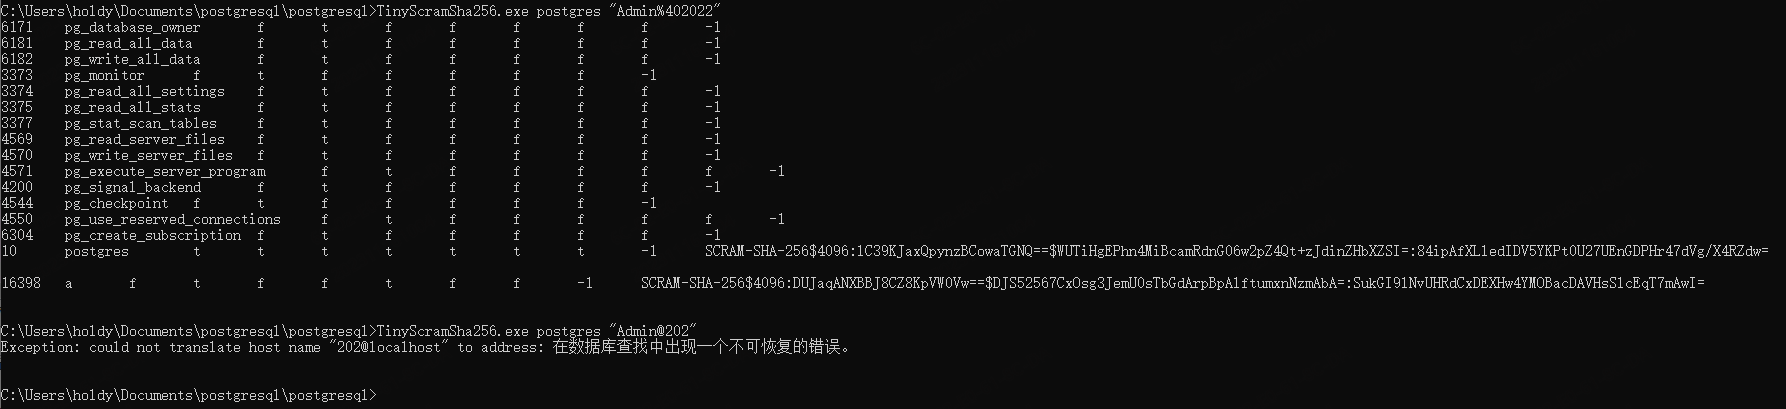 C:\Users\holdy\Documents\postgresql\postgresql>TinyScramSha256.exe postgres "Admin%402022"
6171 pg_database_owner f t f f f f f -1
6181 pg_read_all_data f t f f f f f -1
6182 pg_write_all_data f t f f f f f -1
3373 pg_monitor f t f f f f f -1
3374 pg_read_all_settings f t f f f f f -1
3375 pg_read_all_stats f t f f f f f -1
3377 pg_stat_scan_tables f t f f f f f -1
4569 pg_read_server_files f t f f f f f -1
4570 pg_write_server_files f t f f f f f -1
4571 pg_execute_server_program f t f f f f f -1
4200 pg_signal_backend f t f f f f f -1
4544 pg_checkpoint f t f f f f f -1
4550 pg_use_reserved_connections f t f f f f f -1
6304 pg_create_subscription f t f f f f f -1
10 postgres t t t t t t t -1 SCRAM-SHA-256$4096:1C39KJaxQpynzBCowaTGNQ==$WUTiHgEPhn4MiBcamRdnG06w2pZ4Qt+zJdinZHbXZSI=:84ipAfXLledIDV5YKPtOU27UEnGDPHr47dVg/X4RZdw=
16398 a f t f f t f f -1 SCRAM-SHA-256$4096:DUJaqANXBBJ8CZ8KpVW0Vw==$DJS52567CxOsg3JemU0sTbGdArpBpAlftumxnNzmAbA=:SukGI9lNvUHRdCxDEXHw4YMOBacDAVHsSlcEqT7mAwI=
C:\Users\holdy\Documents\postgresql\postgresql>TinyScramSha256.exe postgres "Admin@202"
Exception: could not translate host name "202@localhost" to address: 在数据库查找中出现一个不可恢复的错误。
C:\Users\holdy\Documents\postgresql\postgresql>